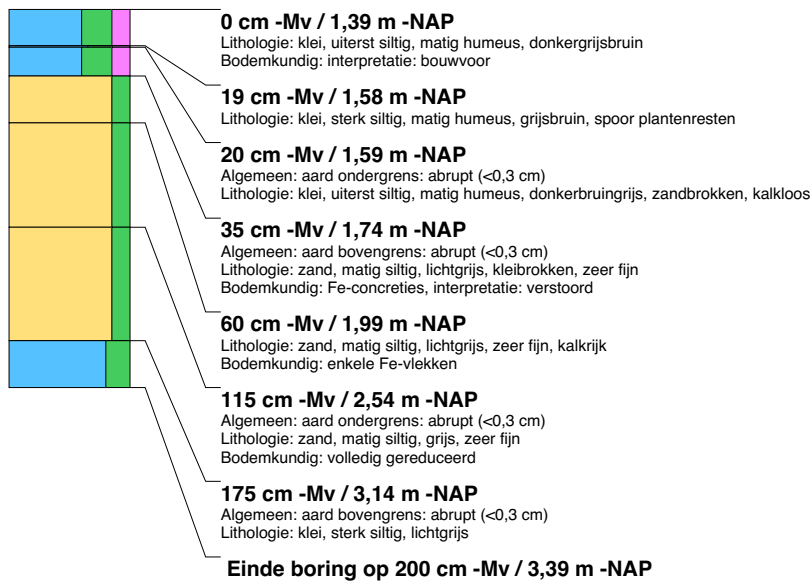 0 cm -Mv / 1,39 m -NAP
Lithologie: klei, uiterst siltig, matig humeus, donkergrijsbruin
Bodemkundig: interpretatie: bouwvoor
19 cm -Mv / 1,58 m -NAP
Lithologie: klei, sterk siltig, matig humeus, grijsbruin, spoor plantenresten
20 cm -Mv / 1,59 m -NAP
Algemeen: aard ondergrens: abrupt (<0,3 cm)
Lithologie: klei, uiterst siltig, matig humeus, donkerbruingrijs, zandbrokken, kalkloos
35 cm -Mv / 1,74 m -NAP
Algemeen: aard bovengrens: abrupt (<0,3 cm)
Lithologie: zand, matig siltig, lichtgrijs, kleibrokken, zeer fijn
Bodemkundig: Fe-concreties, interpretatie: verstoord
60 cm -Mv / 1,99 m -NAP
Lithologie: zand, matig siltig, lichtgrijs, zeer fijn, kalkrijk
Bodemkundig: enkele Fe-vlekken
115 cm -Mv / 2,54 m -NAP
Algemeen: aard ondergrens: abrupt (<0,3 cm)
Lithologie: zand, matig siltig, grijs, zeer fijn
Bodemkundig: volledig gereduceerd
175 cm -Mv / 3,14 m -NAP
Algemeen: aard bovengrens: abrupt (<0,3 cm)
Lithologie: klei, sterk siltig, lichtgrijs
Einde boring op 200 cm -Mv / 3,39 m -NAP